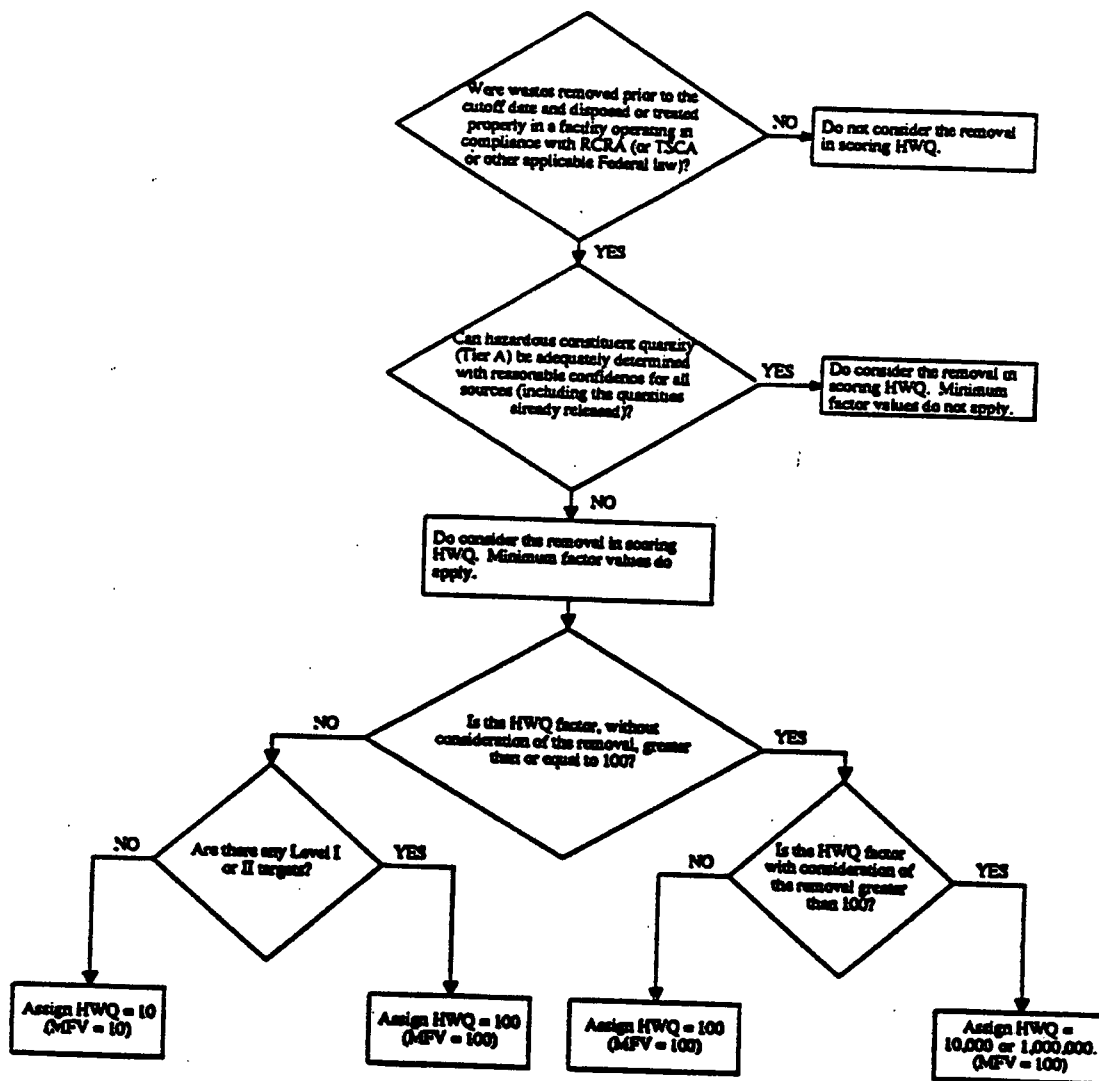 Were wastes removed prior to the
cutoff date and disposed or treated
properly in a facility operating in
compliance with RCRA (or TSCA
or other applicable Federal law)?
NO
Do not consider the removal
in scoring HWQ.
YES
Can hazardous constituent quantity
(Tier A) be adequately determined
with reasonable confidence for all
sources (including the quantities
already released)?
YES
Do consider the removal in
scoring HWQ. Minimum
factor values do not apply.
NO
Do consider the removal in scoring
HWQ. Minimum factor values do
apply.
Is the HWQ factor, without
consideration of the removal, greater
than or equal to 100?
NO
YES
Are there any Level I
or II targets?
NO
YES
Is the HWQ factor
with consideration of
the removal greater
than 100?
NO
YES
Assign HWQ = 10
(MFV = 10)
Assign HWQ = 100
(MFV = 100)
Assign HWQ = 100
(MFV = 100)
Assign HWQ =
10,000 or 1,000,000.
(MFV = 100)